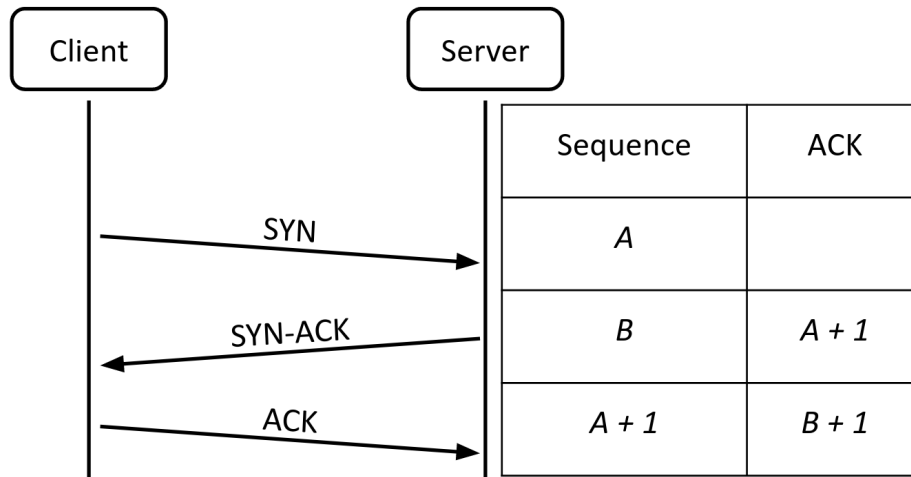 Client
Server
Sequence ACK
SYN
A
SYN-ACK
B A + 1
ACK
A + 1 B + 1